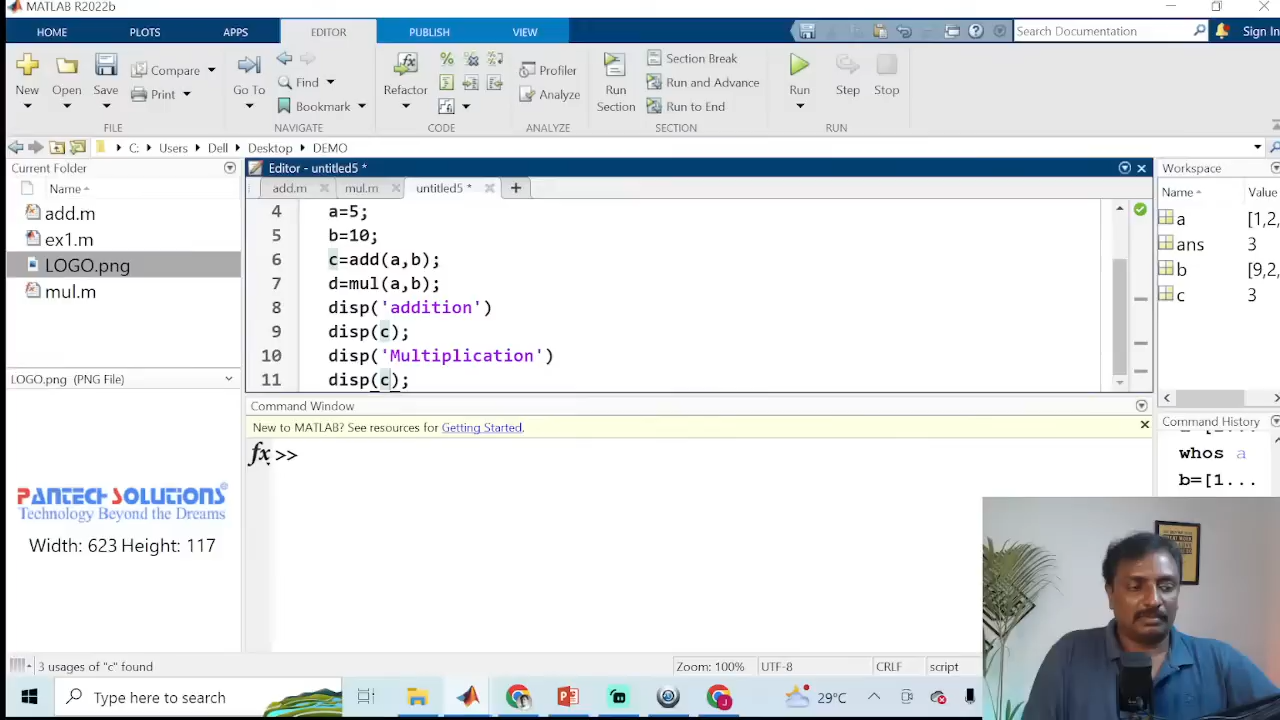 MATLAB R2022b
HOME PLOTS APPS EDITOR PUBLISH VIEW Search Documentation Sign In
New Open Save Compare Print Go To Find Bookmark Refactor Profiler Analyze Run Section Section Break Run and Advance Run to End Run Step Stop
FILE NAVIGATE CODE ANALYZE SECTION RUN
C: Users Dell Desktop DEMO
Current Folder
Name
add.m
ex1.m
LOGO.png
mul.m
LOGO.png (PNG File)
PANTECH SOLUTIONS
Technology Beyond the Dreams
Width: 623 Height: 117
Editor - untitled5 *
add.m mul.m untitled5 * +
4 a=5;
5 b=10;
6 c=add(a,b);
7 d=mul(a,b);
8 disp('addition')
9 disp(c);
10 disp('Multiplication')
11 disp(c);
Command Window
New to MATLAB? See resources for Getting Started.
fx >>
Workspace
Name Value
a [1,2,
ans 3
b [9,2,
c 3
Command History
whos a
b=[1...
3 usages of "c" found Zoom: 100% UTF-8 CRLF script
Type here to search 29°C